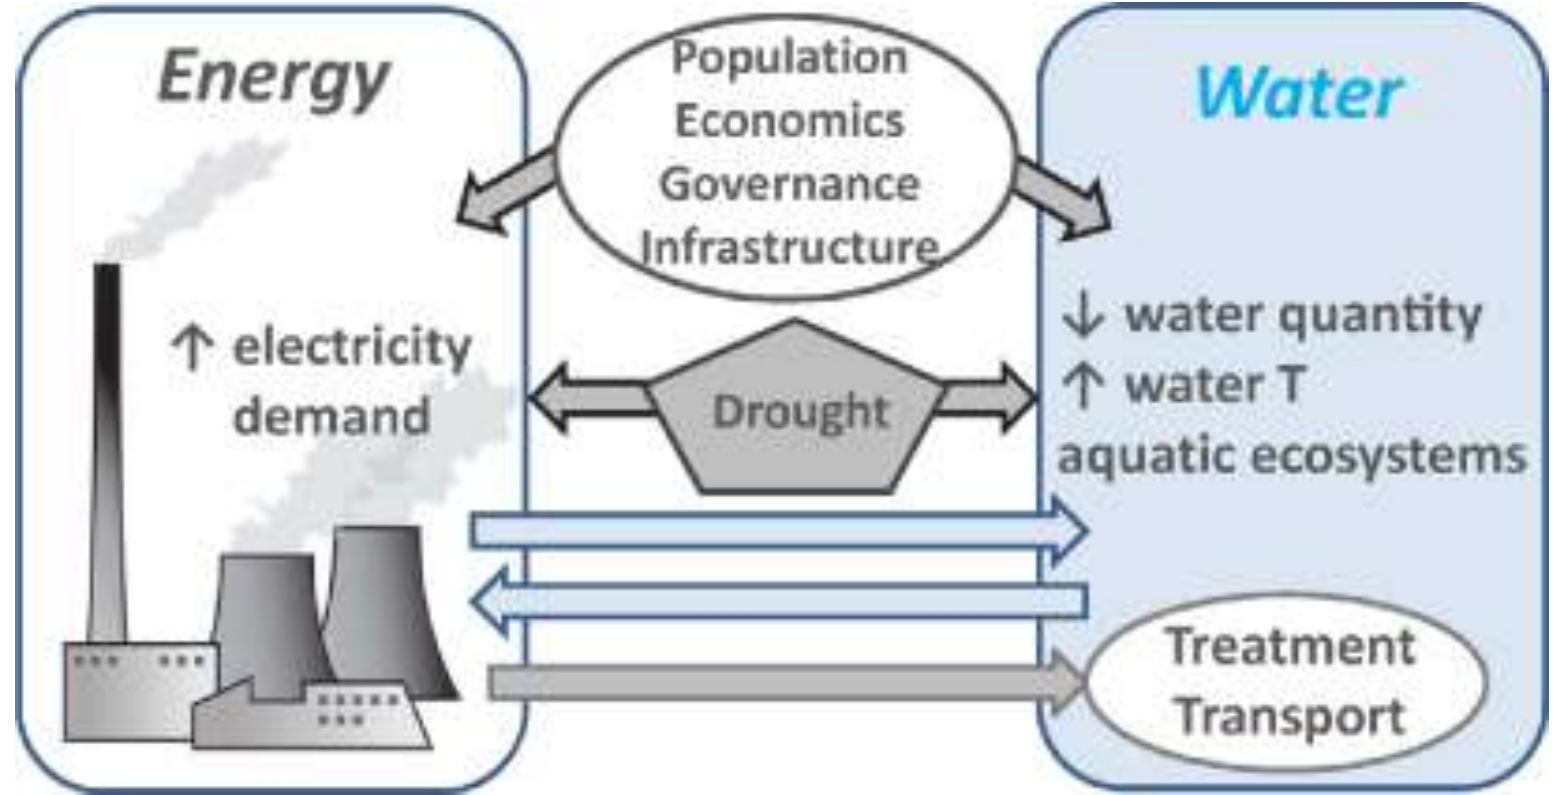 Energy
Population
Economics
Governance
Infrastructure
Water
↑ electricity
demand
Drought
↓ water quantity
↑ water T
aquatic ecosystems
Treatment
Transport